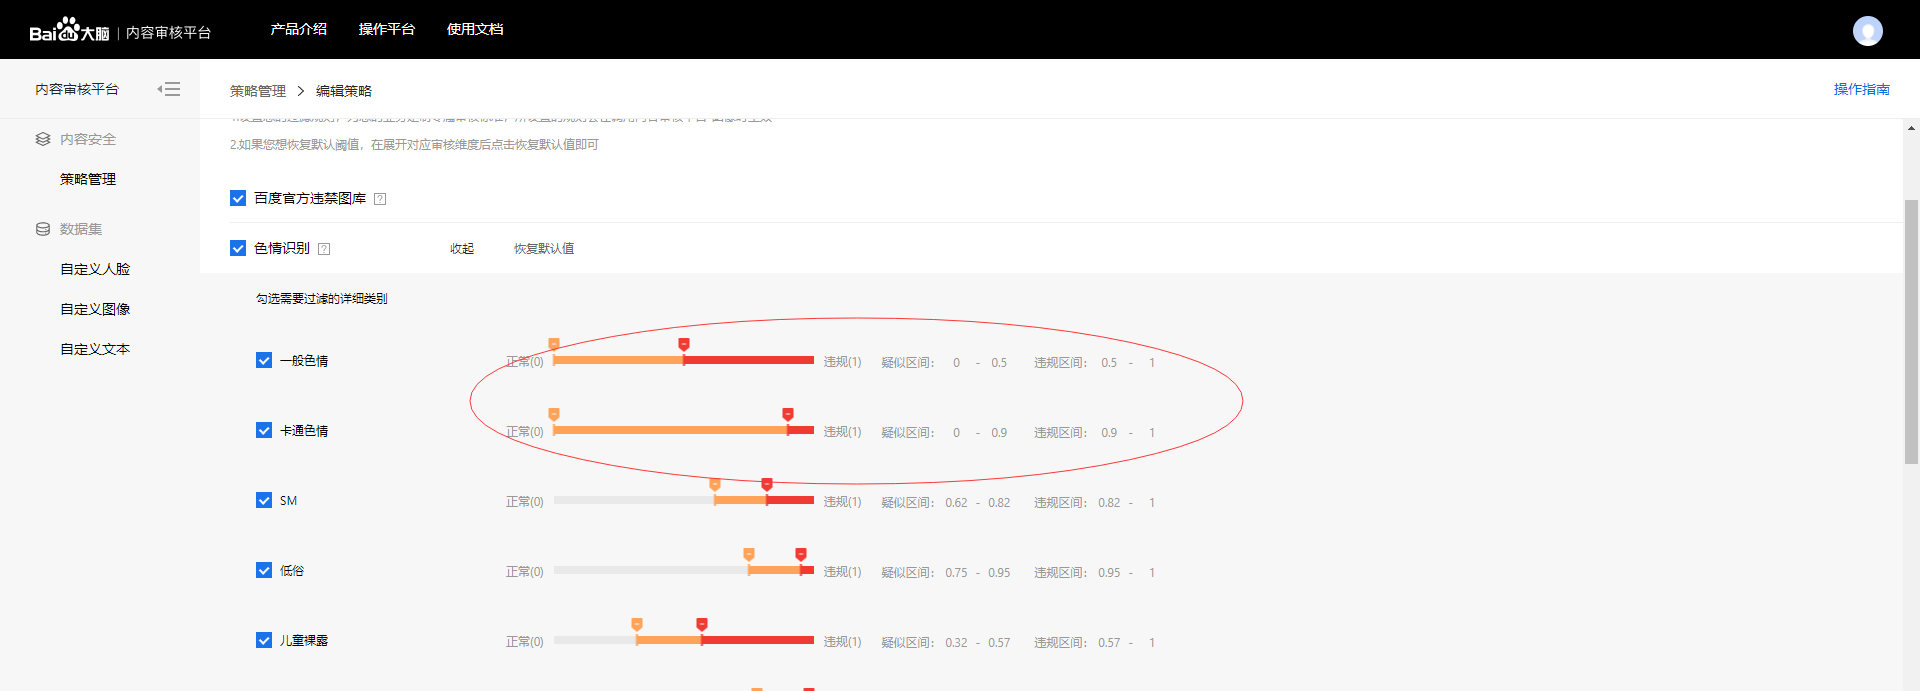 Bai du 大脑 | 内容审核平台 产品介绍 操作平台 使用文档
内容审核平台
策略管理 > 编辑策略 操作指南
内容安全
策略管理
数据集
自定义人脸
自定义图像
自定义文本
2.如果您想恢复默认阈值，在展开对应审核维度后点击恢复默认值即可
百度官方违禁图库 ?
色情识别 ? 收起 恢复默认值
勾选需要过滤的详细类别
一般色情 正常(0) 违规(1) 疑似区间： 0 - 0.5 违规区间： 0.5 - 1
卡通色情 正常(0) 违规(1) 疑似区间： 0 - 0.9 违规区间： 0.9 - 1
SM 正常(0) 违规(1) 疑似区间： 0.62 - 0.82 违规区间： 0.82 - 1
低俗 正常(0) 违规(1) 疑似区间： 0.75 - 0.95 违规区间： 0.95 - 1
儿童裸露 正常(0) 违规(1) 疑似区间： 0.32 - 0.57 违规区间： 0.57 - 1